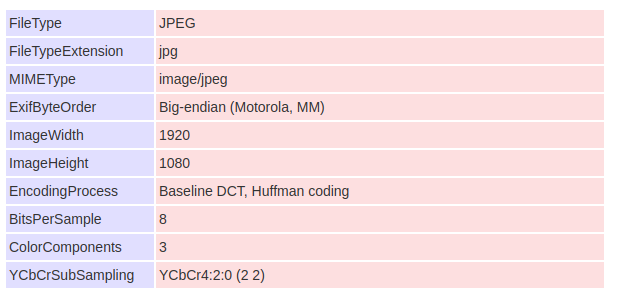 FileType JPEG
FileTypeExtension jpg
MIMEType image/jpeg
ExifByteOrder Big-endian (Motorola, MM)
ImageWidth 1920
ImageHeight 1080
EncodingProcess Baseline DCT, Huffman coding
BitsPerSample 8
ColorComponents 3
YCbCrSubSampling YCbCr4:2:0 (2 2)